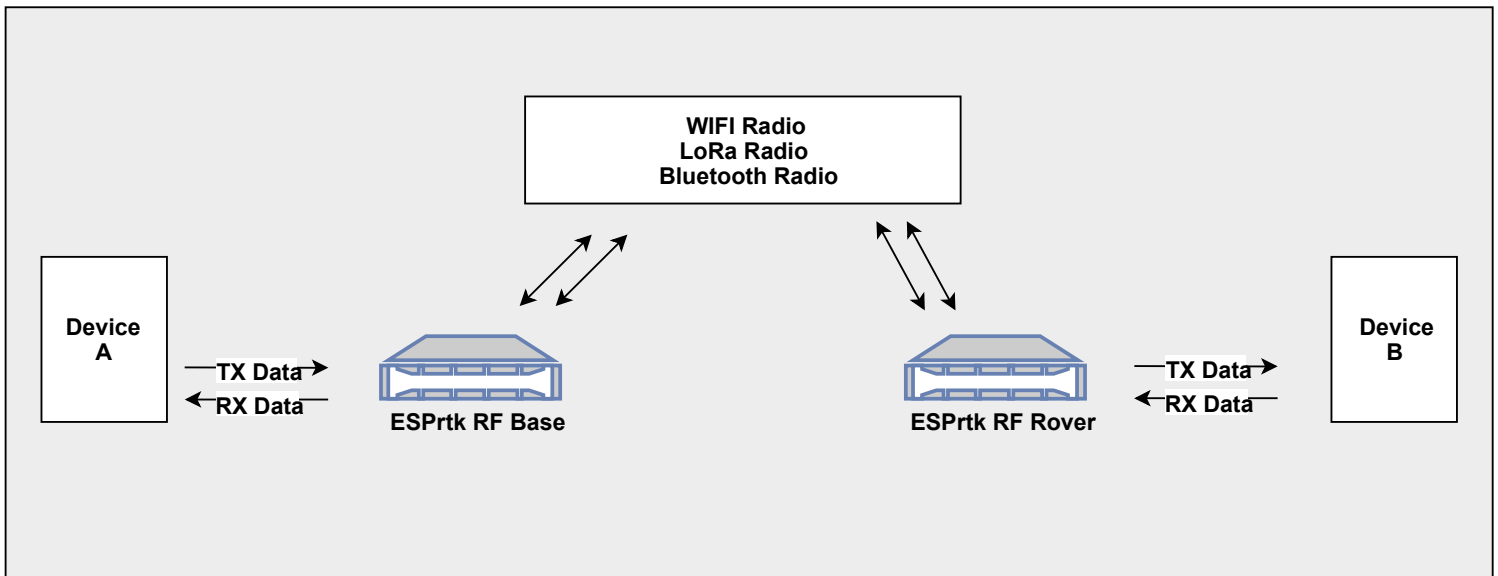 WIFI Radio
LoRa Radio
Bluetooth Radio
Device
A
TX Data
RX Data
ESPrtk RF Base
ESPrtk RF Rover
TX Data
RX Data
Device
B